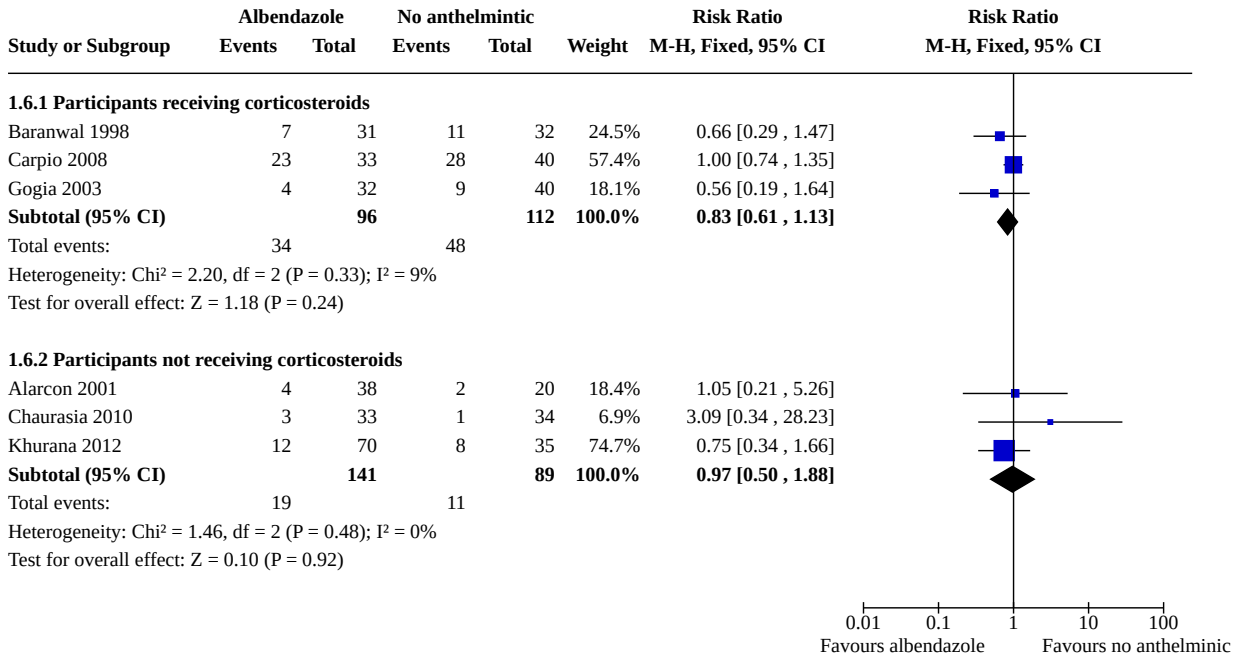 Albendazole No anthelmintic Risk Ratio Risk Ratio
Study or Subgroup Events Total Events Total Weight M-H, Fixed, 95% CI M-H, Fixed, 95% CI
1.6.1 Participants receiving corticosteroids
Baranwal 1998 7 31 11 32 24.5% 0.66 [0.29 , 1.47]
Carpio 2008 23 33 28 40 57.4% 1.00 [0.74 , 1.35]
Gogia 2003 4 32 9 40 18.1% 0.56 [0.19 , 1.64]
Subtotal (95% CI) 96 112 100.0% 0.83 [0.61 , 1.13]
Total events: 34 48
Heterogeneity: Chi² = 2.20, df = 2 (P = 0.33); I² = 9%
Test for overall effect: Z = 1.18 (P = 0.24)
1.6.2 Participants not receiving corticosteroids
Alarcon 2001 4 38 2 20 18.4% 1.05 [0.21 , 5.26]
Chaurasia 2010 3 33 1 34 6.9% 3.09 [0.34 , 28.23]
Khurana 2012 12 70 8 35 74.7% 0.75 [0.34 , 1.66]
Subtotal (95% CI) 141 89 100.0% 0.97 [0.50 , 1.88]
Total events: 19 11
Heterogeneity: Chi² = 1.46, df = 2 (P = 0.48); I² = 0%
Test for overall effect: Z = 0.10 (P = 0.92)
0.01 0.1 1 10 100
Favours albendazole Favours no anthelminic